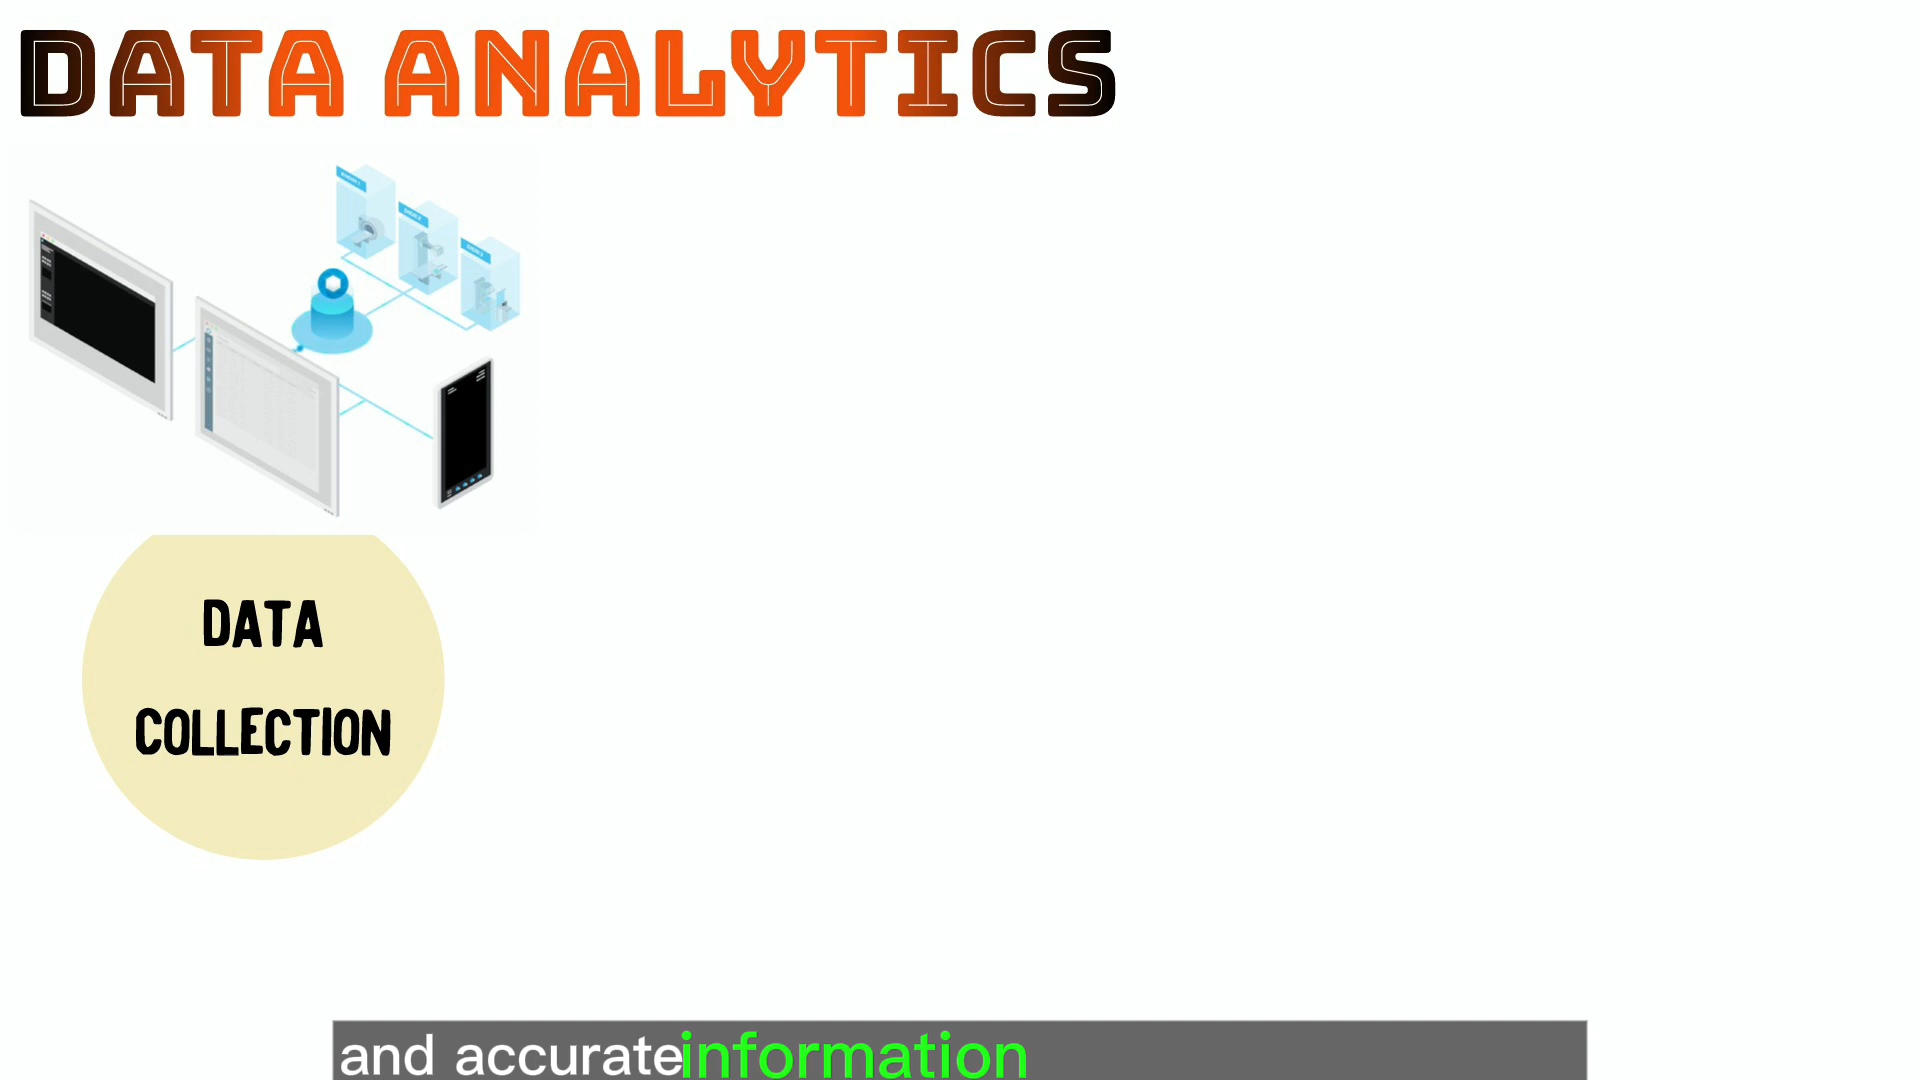 DATA ANALYTICS
DATA
COLLECTION
and accurate information